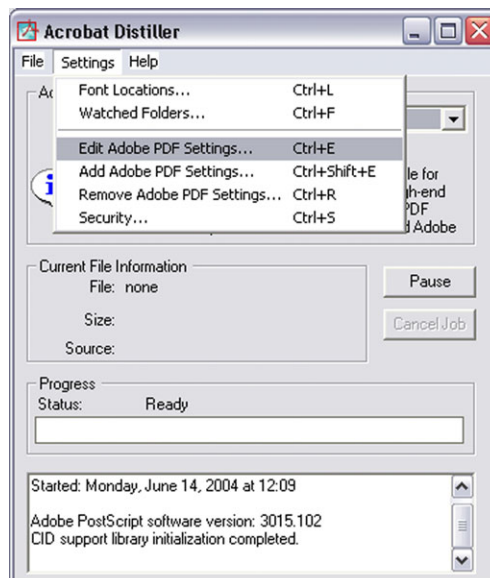 Acrobat Distiller
File Settings Help
Font Locations... Ctrl+L
Watched Folders... Ctrl+F
Edit Adobe PDF Settings... Ctrl+E
Add Adobe PDF Settings... Ctrl+Shift+E
Remove Adobe PDF Settings... Ctrl+R
Security... Ctrl+S
for
PDF
Adobe
Current File Information
File: none
Size:
Source:
Pause
Cancel Job
Progress
Status: Ready
Started: Monday, June 14, 2004 at 12:09
Adobe PostScript software version: 3015.102
CID support library initialization completed.